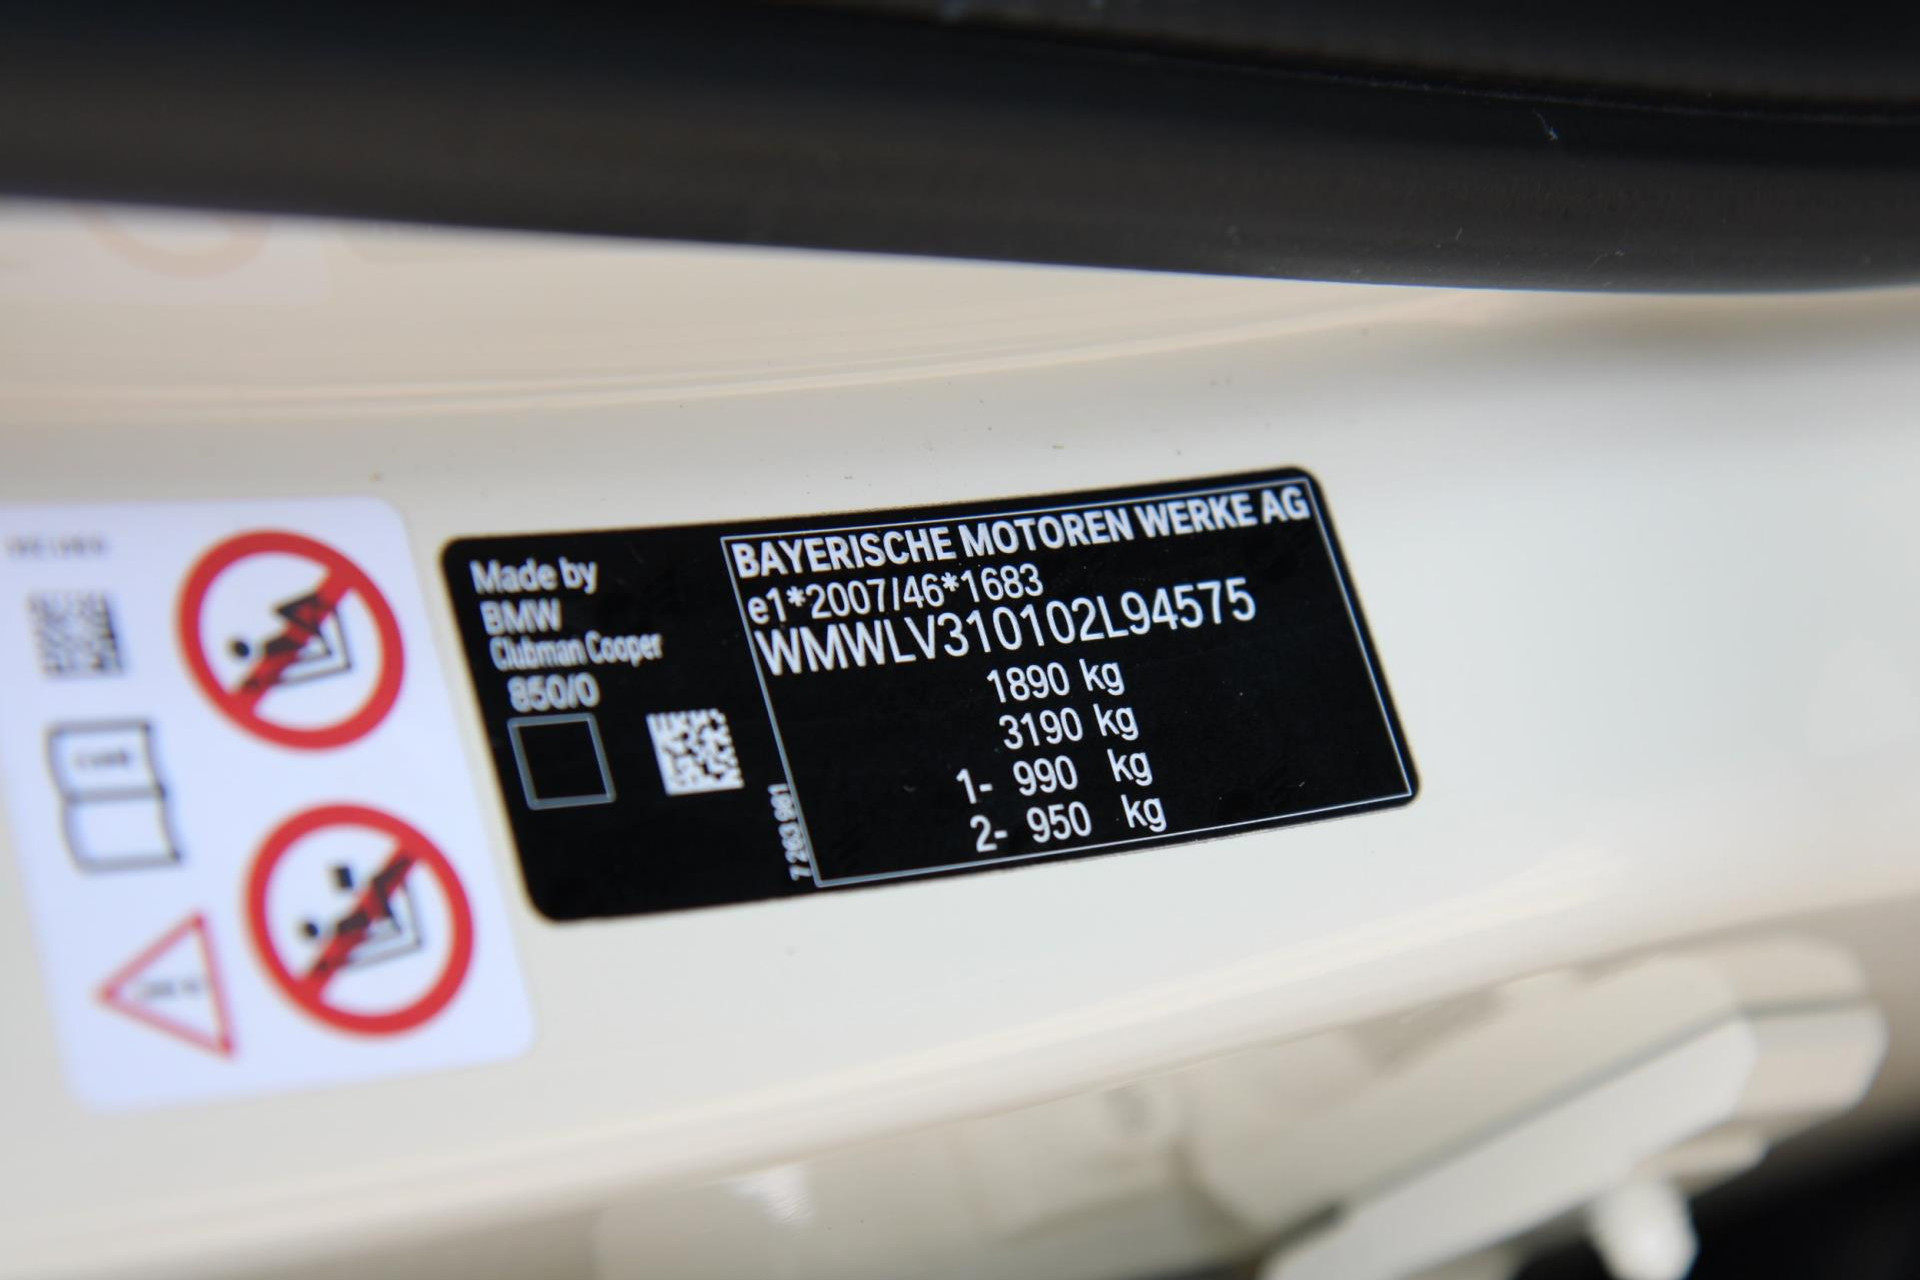 Made by
BMW
Clubman Cooper
850/0
BAYERISCHE MOTOREN WERKE AG
e1*2007/46*1683
WMWLV310102L94575
1890 kg
3190 kg
1- 990 kg
2- 950 kg
7 263 901